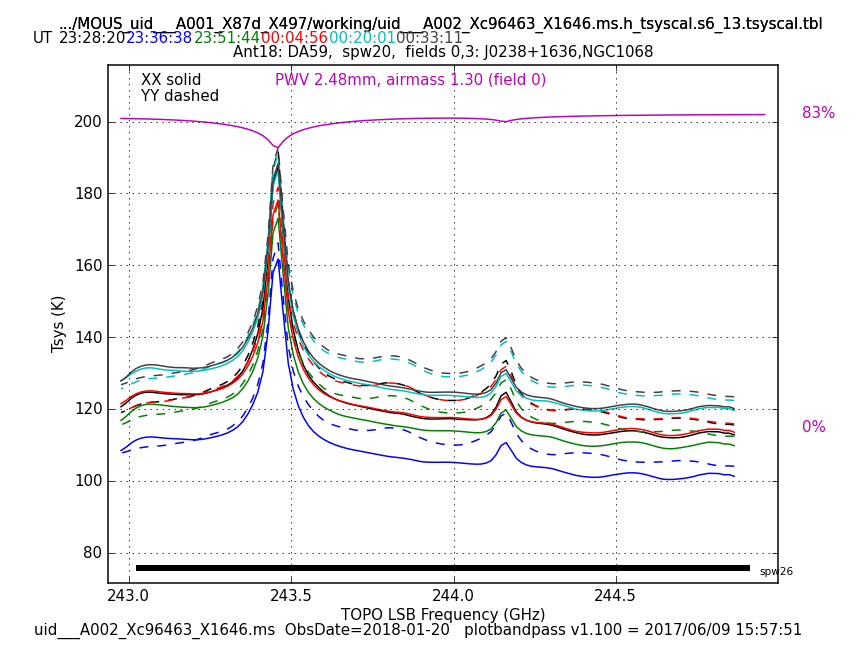 .../MOUS_uid___A001_X87d_X497/working/uid___A002_Xc96463_X1646.ms.h_tsyscal.s6_13.tsyscal.tbl
UT 23:28:20 23:36:38 23:51:44 00:04:56 00:20:01 00:33:11
Ant18: DA59, spw20, fields 0,3: J0238+1636,NGC1068
XX solid PWV 2.48mm, airmass 1.30 (field 0)
YY dashed
83%
200
180
160
140
120
100
80
0%
Tsys (K)
spw26
243.0 243.5 244.0 244.5
TOPO LSB Frequency (GHz)
uid___A002_Xc96463_X1646.ms ObsDate=2018-01-20 plotbandpass v1.100 = 2017/06/09 15:57:51